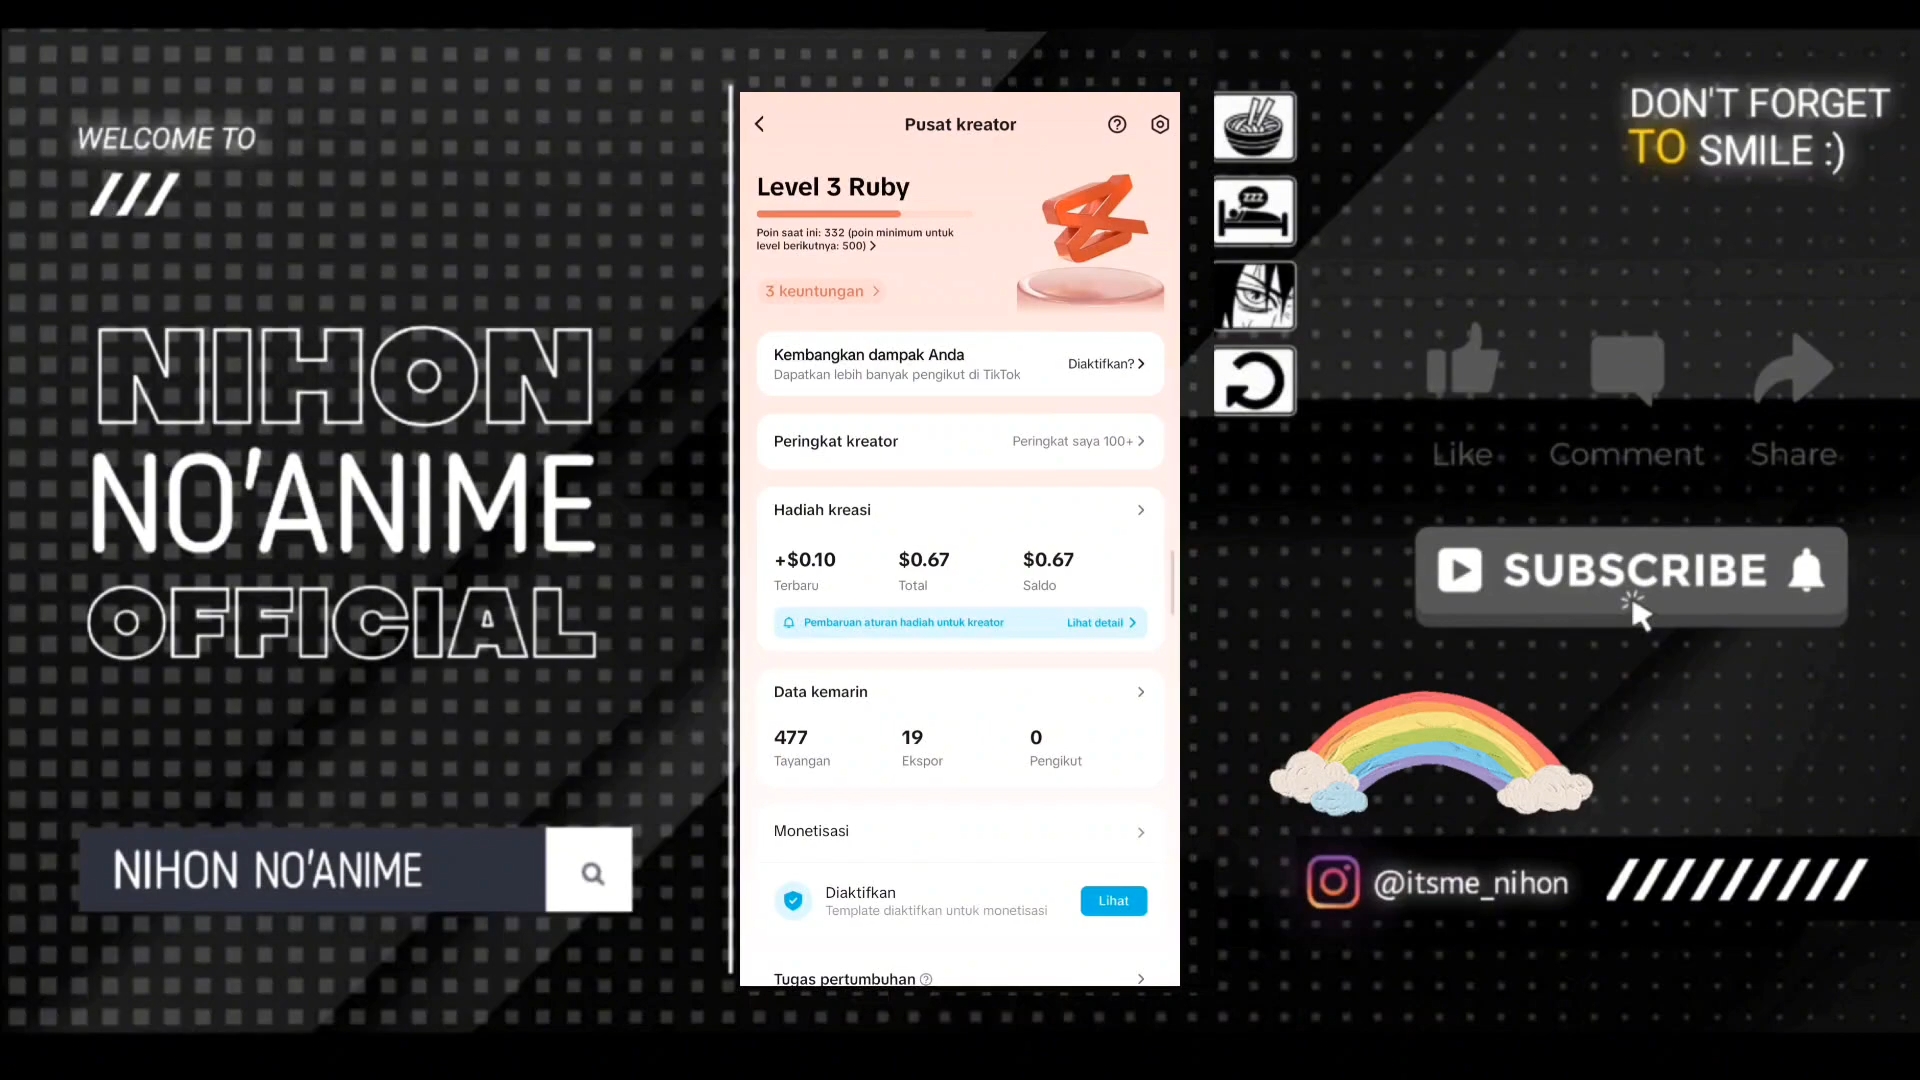 WELCOME TO
NIHON
NO'ANIME
OFFICIAL
NIHON NO'ANIME
Pusat kreator
Level 3 Ruby
Poin saat ini: 332 (poin minimum untuk
level berikutnya: 500)
3 keuntungan
Kembangkan dampak Anda
Dapatkan lebih banyak pengikut di TikTok
Diaktifkan?
Peringkat kreator
Peringkat saya 100+
Hadiah kreasi
+$0.10 $0.67 $0.67
Terbaru Total Saldo
Pembaruan aturan hadiah untuk kreator Lihat detail
Data kemarin
477 19 0
Tayangan Ekspor Pengikut
Monetisasi
Diaktifkan
Template diaktifkan untuk monetisasi
Lihat
Tugas pertumbuhan
zzz
DON'T FORGET
TO SMILE :)
Like Comment Share
SUBSCRIBE
@itsme_nihon